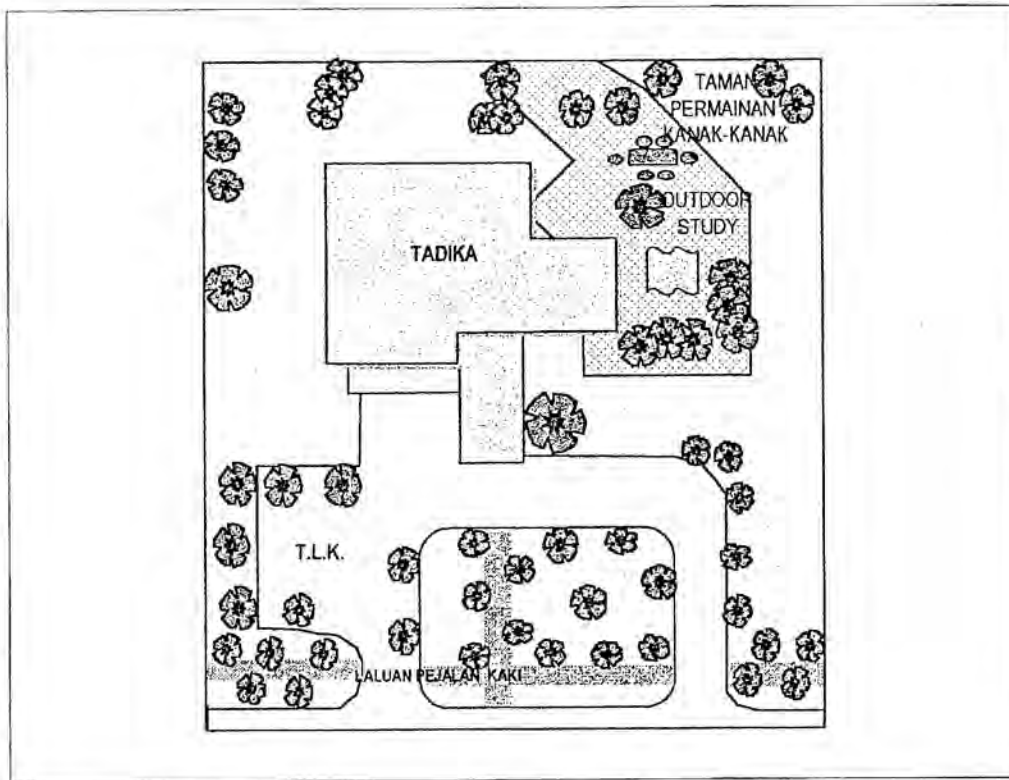 TAMAN
PERMAINAN
KANAK-KANAK
OUTDOOR
STUDY
TADIKA
T.L.K.
LALUAN PEJALAN KAKI